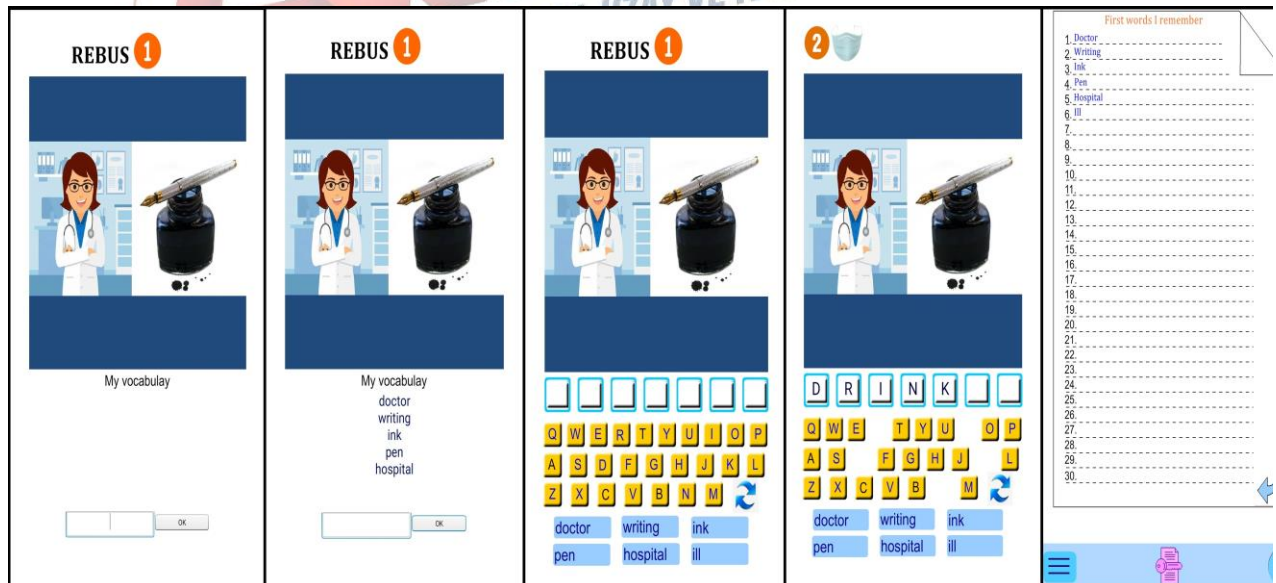 REBUS 1
My vocabulay
OK
REBUS 1
My vocabulay
doctor
writing
ink
pen
hospital
OK
REBUS 1
Q W E R T Y U I O P
A S D F G H J K L
Z X C V B N M
doctor writing ink
pen hospital ill
2
D R I N K
Q W E T Y U O P
A S F G H J L
Z X C V B M
doctor writing ink
pen hospital ill
First words I remember
1. Doctor
2. Writing
3. Ink
4. Pen
5. Hospital
6. Ill
7.
8.
9.
10.
11.
12.
13.
14.
15.
16.
17.
18.
19.
20.
21.
22.
23.
24.
25.
26.
27.
28.
29.
30.